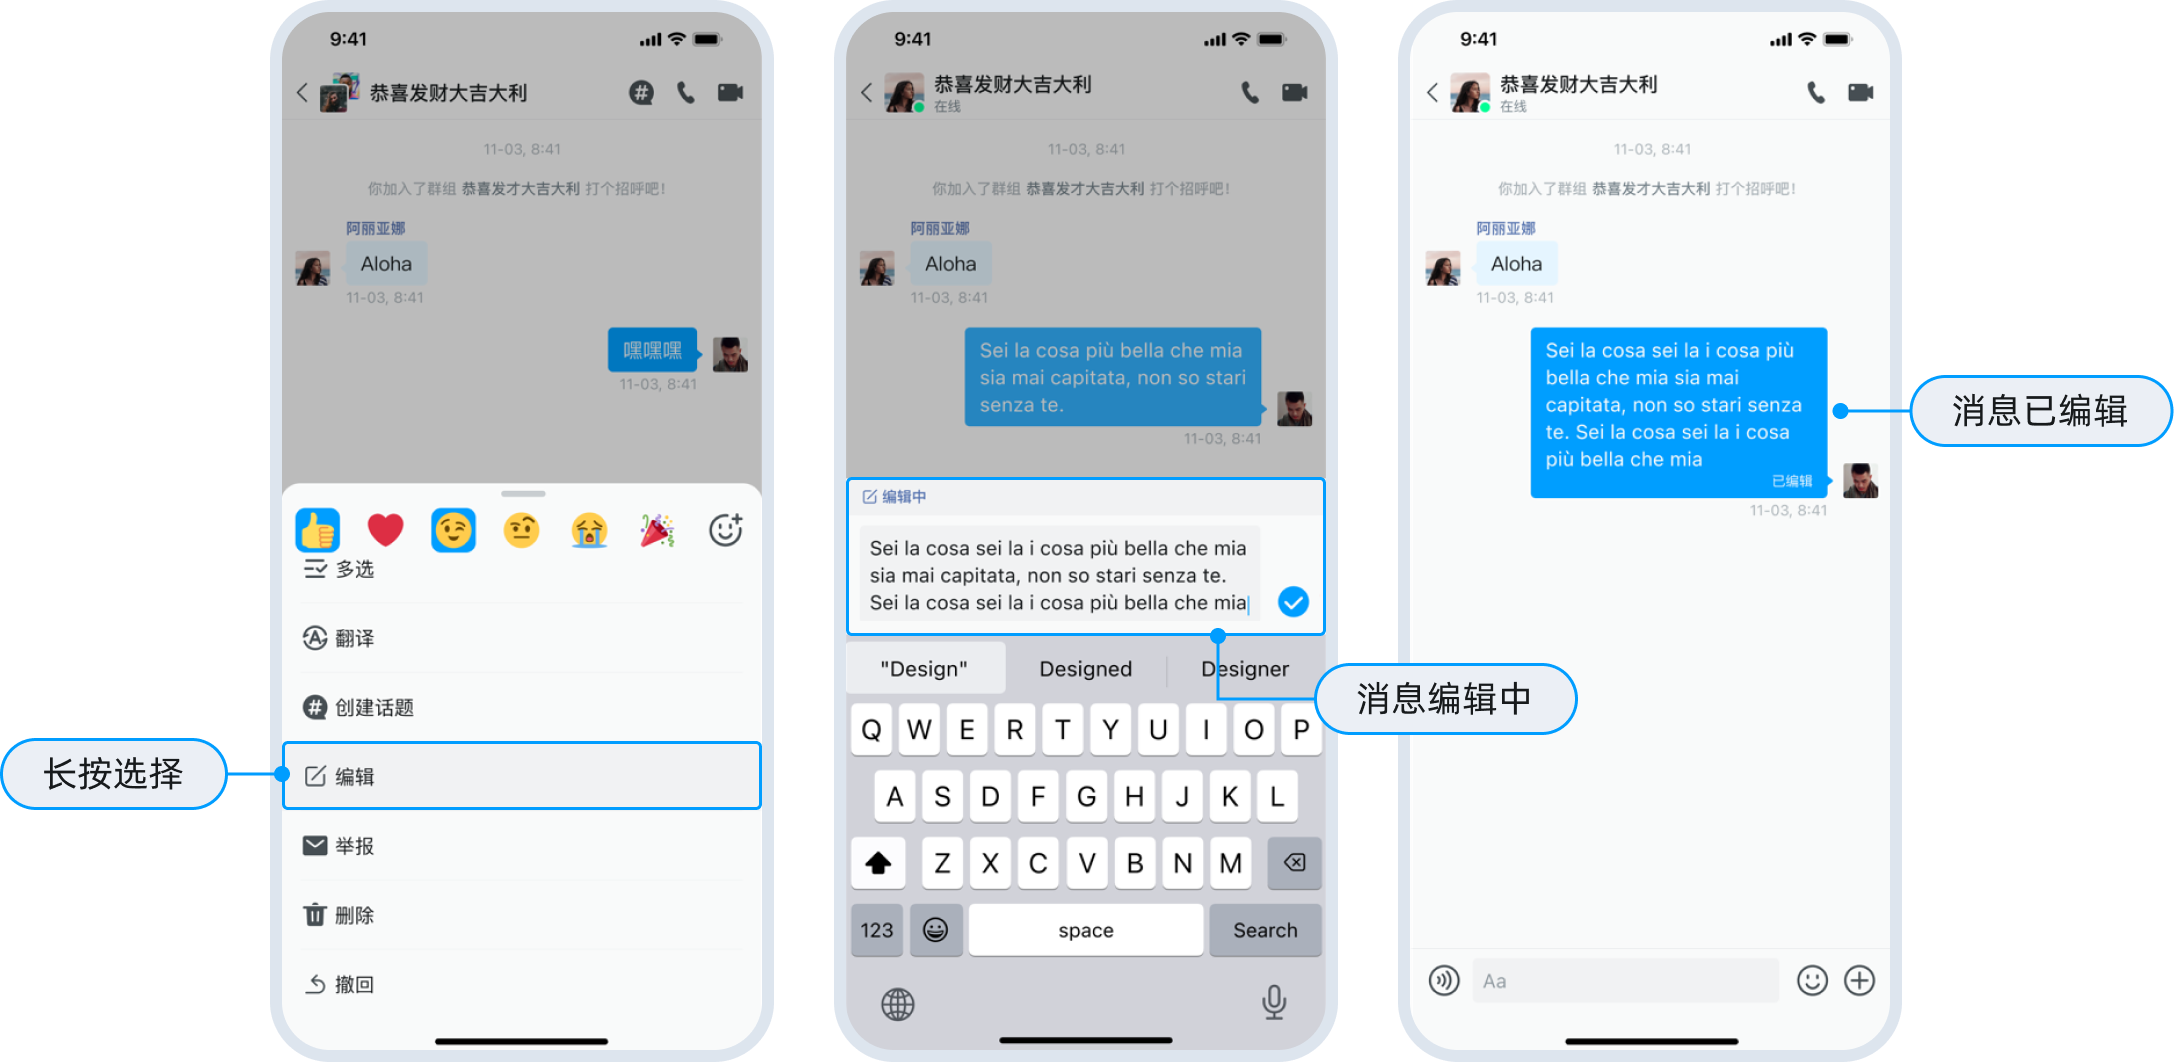 9:41
恭喜发财大吉大利
11-03, 8:41
你加入了群组 恭喜发才大吉大利 打个招呼吧!
阿丽亚娜
Aloha
11-03, 8:41
嘿嘿嘿
11-03, 8:41
多选
翻译
创建话题
长按选择
编辑
举报
删除
撤回
9:41
恭喜发财大吉大利
在线
11-03, 8:41
你加入了群组 恭喜发才大吉大利 打个招呼吧!
阿丽亚娜
Aloha
11-03, 8:41
Sei la cosa più bella che mia
sia mai capitata, non so stari
senza te.
11-03, 8:41
编辑中
Sei la cosa sei la i cosa più bella che mia
sia mai capitata, non so stari senza te.
Sei la cosa sei la i cosa più bella che mia
"Design" Designed Designer
消息编辑中
Q W E R T Y U I O P
A S D F G H J K L
Z X C V B N M
123 space Search
9:41
恭喜发财大吉大利
在线
11-03, 8:41
你加入了群组 恭喜发才大吉大利 打个招呼吧!
阿丽亚娜
Aloha
11-03, 8:41
Sei la cosa sei la i cosa più
bella che mia sia mai
capitata, non so stari senza
te. Sei la cosa sei la i cosa
più bella che mia
已编辑
11-03, 8:41
消息已编辑
Aa